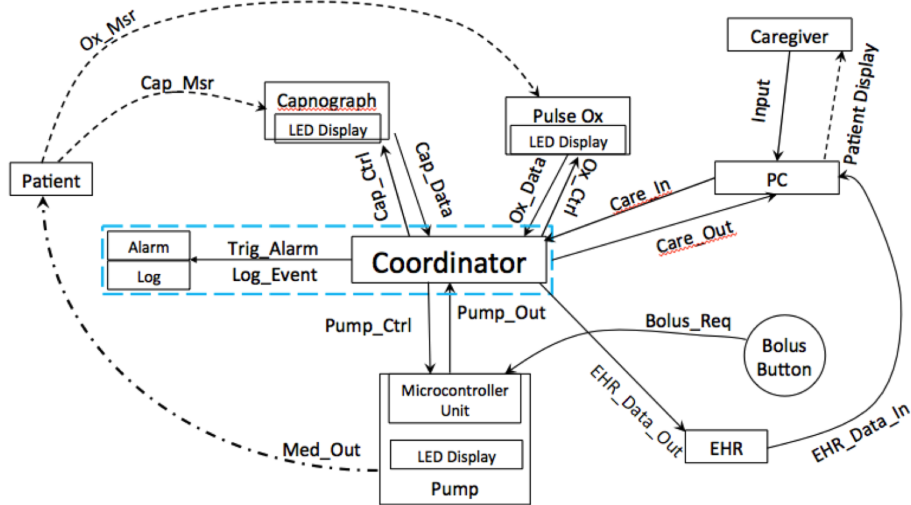 Ox_Msr
Caregiver
Cap_Msr
Capnograph
LED Display
Pulse Ox
LED Display
Input
Patient Display
Patient
PC
Cap_Ctrl
Cap_Data
Ox_Data
Ox_Ctrl
Care_In
Care_Out
Alarm
Trig_Alarm
Coordinator
Log
Log_Event
Pump_Ctrl
Pump_Out
Bolus_Req
Bolus
Button
Microcontroller
Unit
EHR_Data_Out
EHR_Data_In
Med_Out
LED Display
EHR
Pump